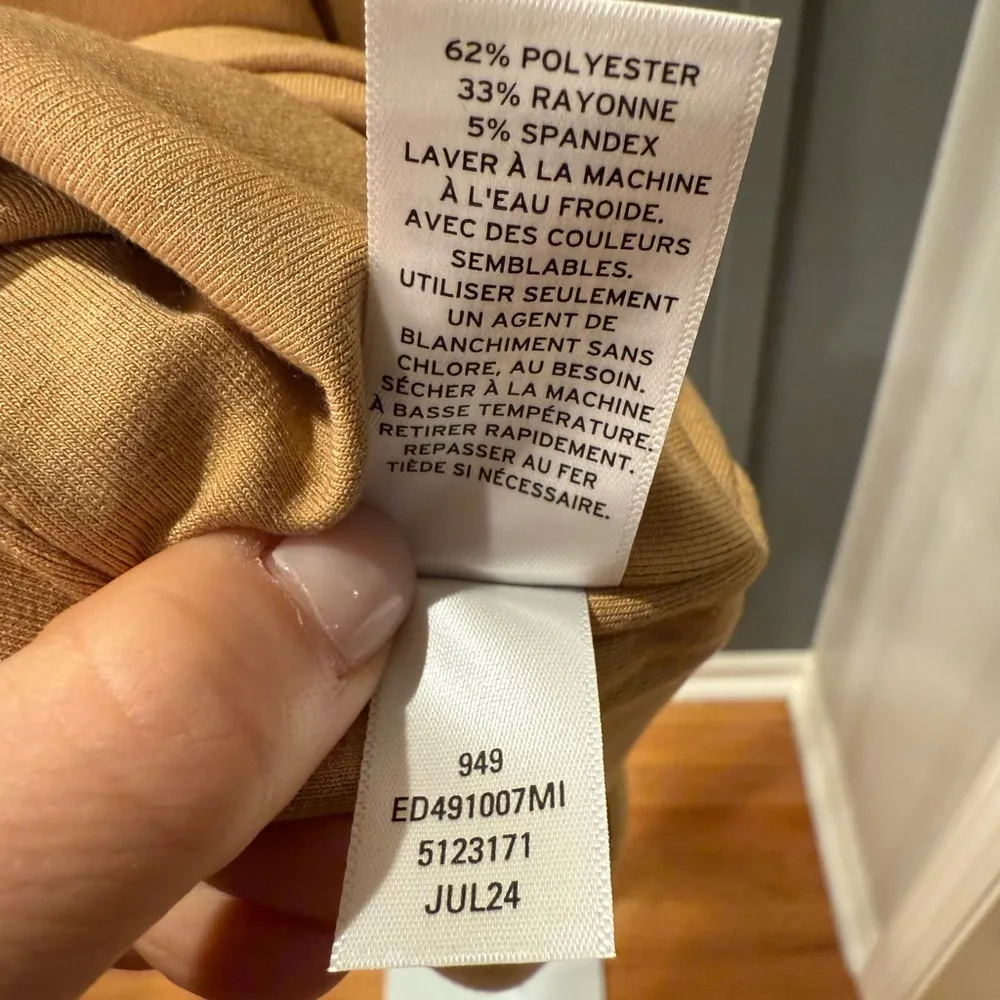 62% POLYESTER
33% RAYONNE
5% SPANDEX
LAVER À LA MACHINE
À L'EAU FROIDE.
AVEC DES COULEURS
SEMBLABLES.
UTILISER SEULEMENT
UN AGENT DE
BLANCHIMENT SANS
CHLORE, AU BESOIN.
SÉCHER À LA MACHINE
À BASSE TEMPÉRATURE.
RETIRER RAPIDEMENT.
REPASSER AU FER
TIÈDE SI NÉCESSAIRE.
949
ED491007MI
5123171
JUL24